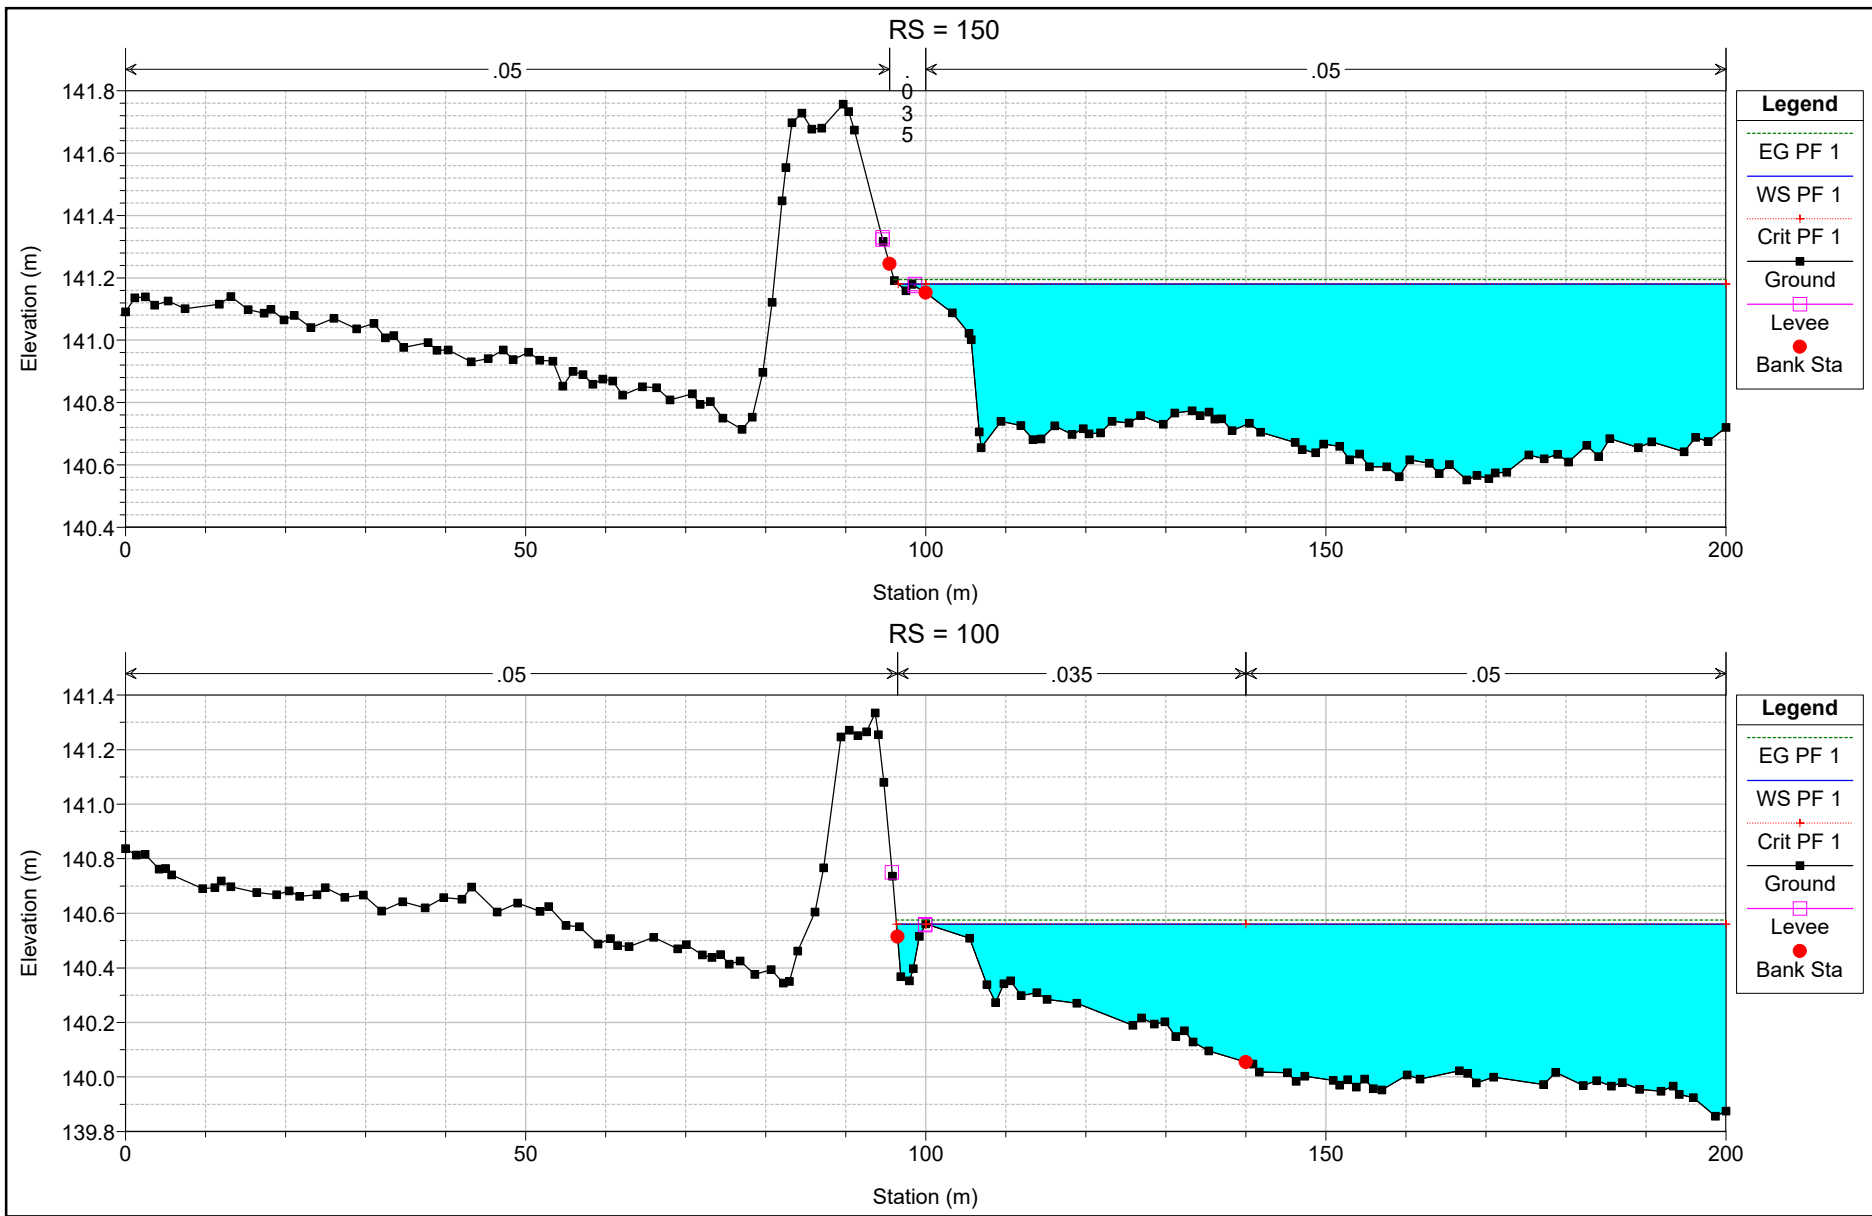 RS = 150
.05
.035
.05
141.8
141.6
141.4
141.2
141.0
140.8
140.6
140.4
Elevation (m)
0
50
100
150
200
Station (m)
Legend
EG PF 1
WS PF 1
Crit PF 1
Ground
Levee
Bank Sta
RS = 100
.05
.035
.05
141.4
141.2
141.0
140.8
140.6
140.4
140.2
140.0
139.8
Elevation (m)
0
50
100
150
200
Station (m)
Legend
EG PF 1
WS PF 1
Crit PF 1
Ground
Levee
Bank Sta